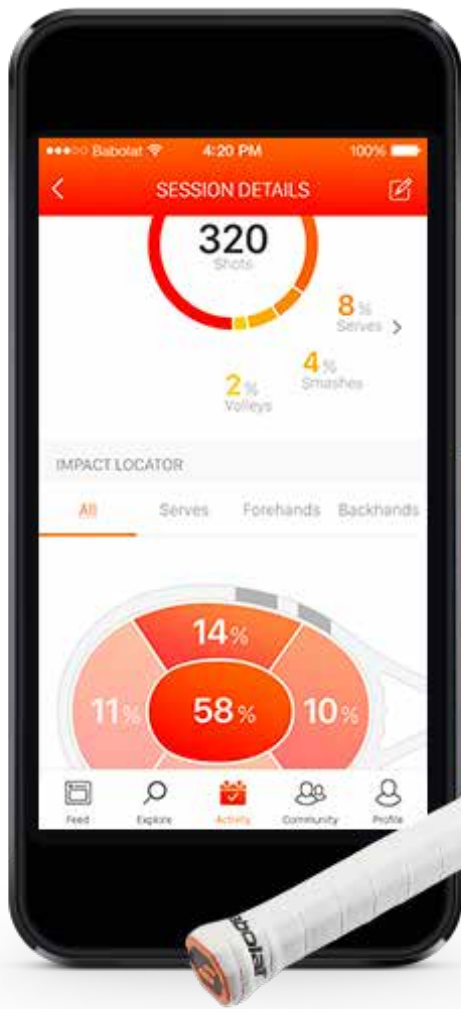 Babolat 4:20 PM 100%
SESSION DETAILS
320
Shots
8%
Serves >
4%
Smashes
2%
Volleys
IMPACT LOCATOR
All Serves Forehands Backhands
14%
11% 58% 10%
Feed Explore Activity Community Profile
Babolat